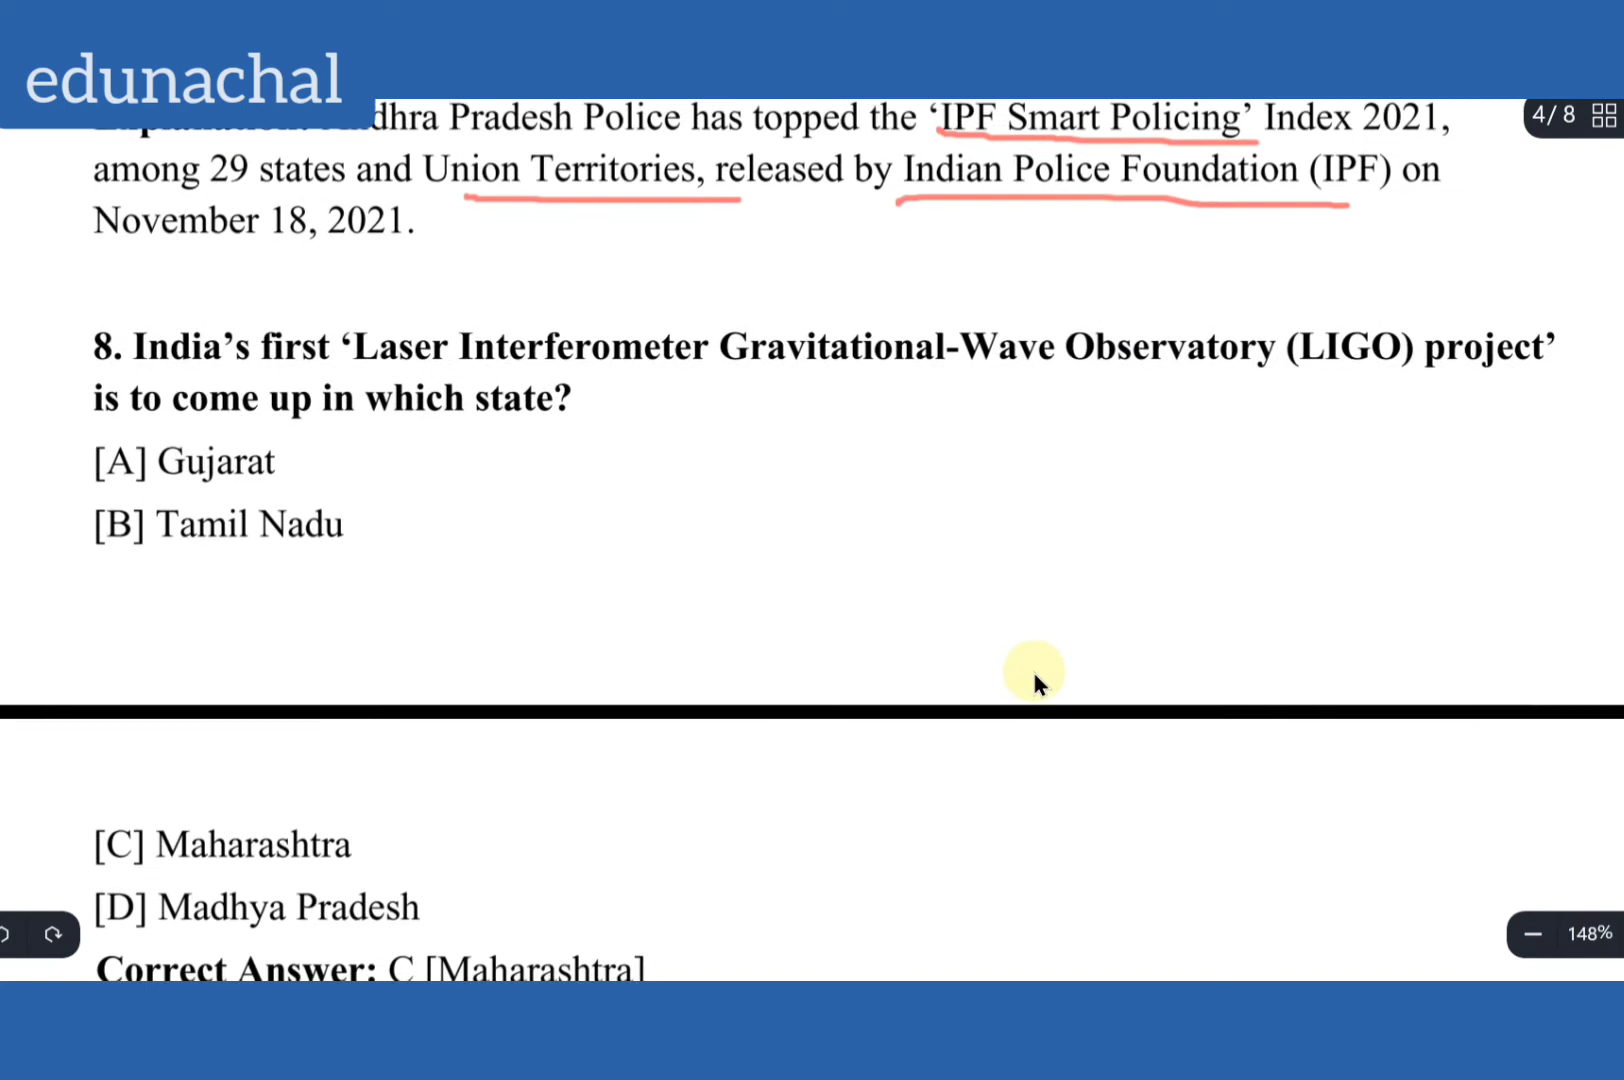 edunachal
dhra Pradesh Police has topped the ‘IPF Smart Policing’ Index 2021,
4/ 8
among 29 states and Union Territories, released by Indian Police Foundation (IPF) on
November 18, 2021.
8. India’s first ‘Laser Interferometer Gravitational-Wave Observatory (LIGO) project’
is to come up in which state?
[A] Gujarat
[B] Tamil Nadu
[C] Maharashtra
[D] Madhya Pradesh
148%
Correct Answer: C [Maharashtra]